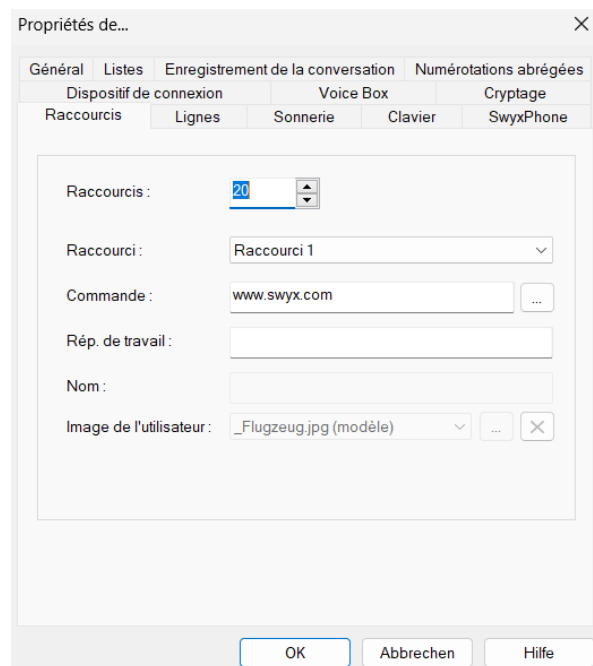 Propriétés de...
Général Listes Enregistrement de la conversation Numérotations abrégées
Dispositif de connexion Voice Box Cryptage
Raccourcis Lignes Sonnerie Clavier SwyxPhone
Raccourcis : 20
Raccourci : Raccourci 1
Commande : www.swyx.com ...
Rép. de travail :
Nom :
Image de l'utilisateur : _Flugzeug.jpg (modèle) ...
OK Abbrechen Hilfe